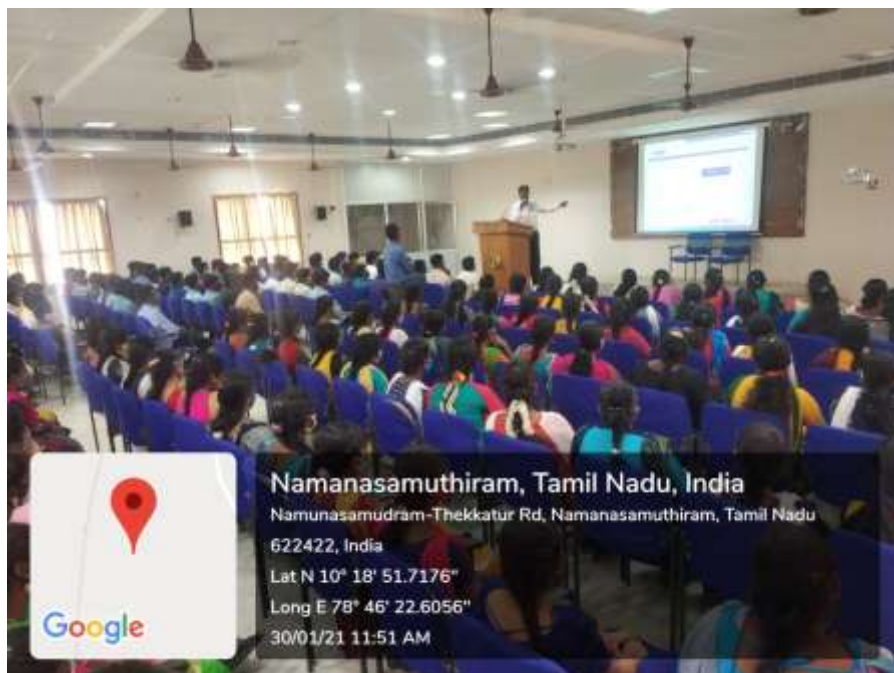 Namanasamuthiram, Tamil Nadu, India
Namunasamudram-Thekkatur Rd, Namanasamuthiram, Tamil Nadu
622422, India
Lat N 10° 18' 51.7176"
Long E 78° 46' 22.6056"
30/01/21 11:51 AM
Google